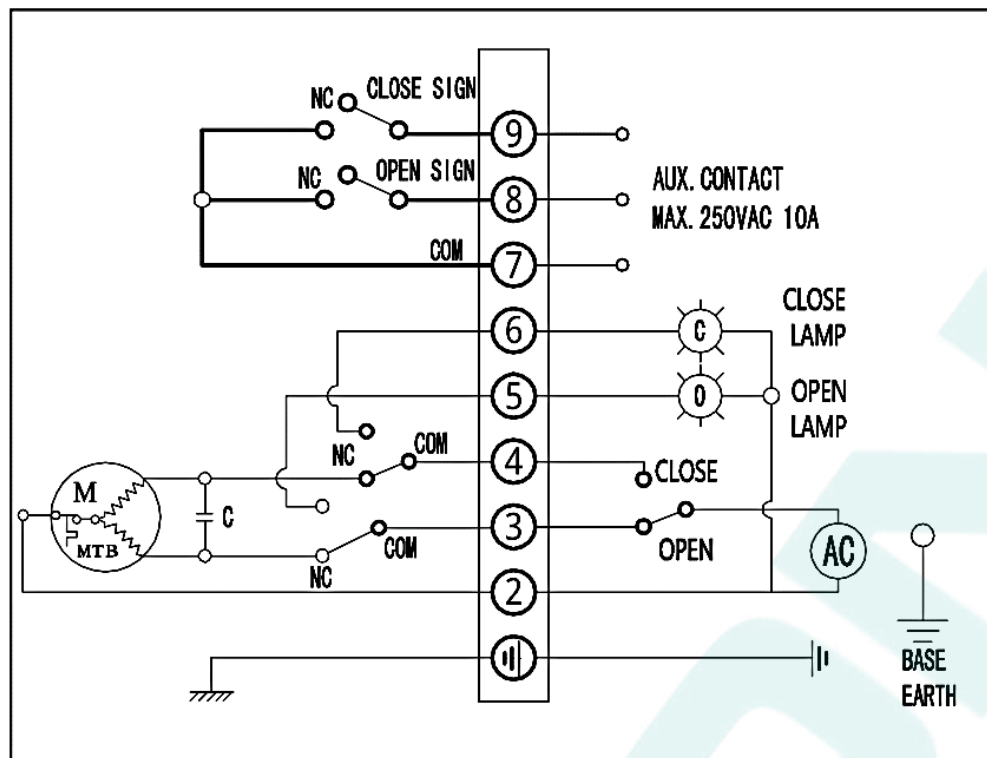 NC CLOSE SIGN
9
NC OPEN SIGN
8
AUX. CONTACT
MAX. 250VAC 10A
COM
7
6
C
CLOSE
LAMP
5
O
OPEN
LAMP
NC
COM
4
CLOSE
M
C
MTB
NC
COM
3
OPEN
AC
2
BASE
EARTH